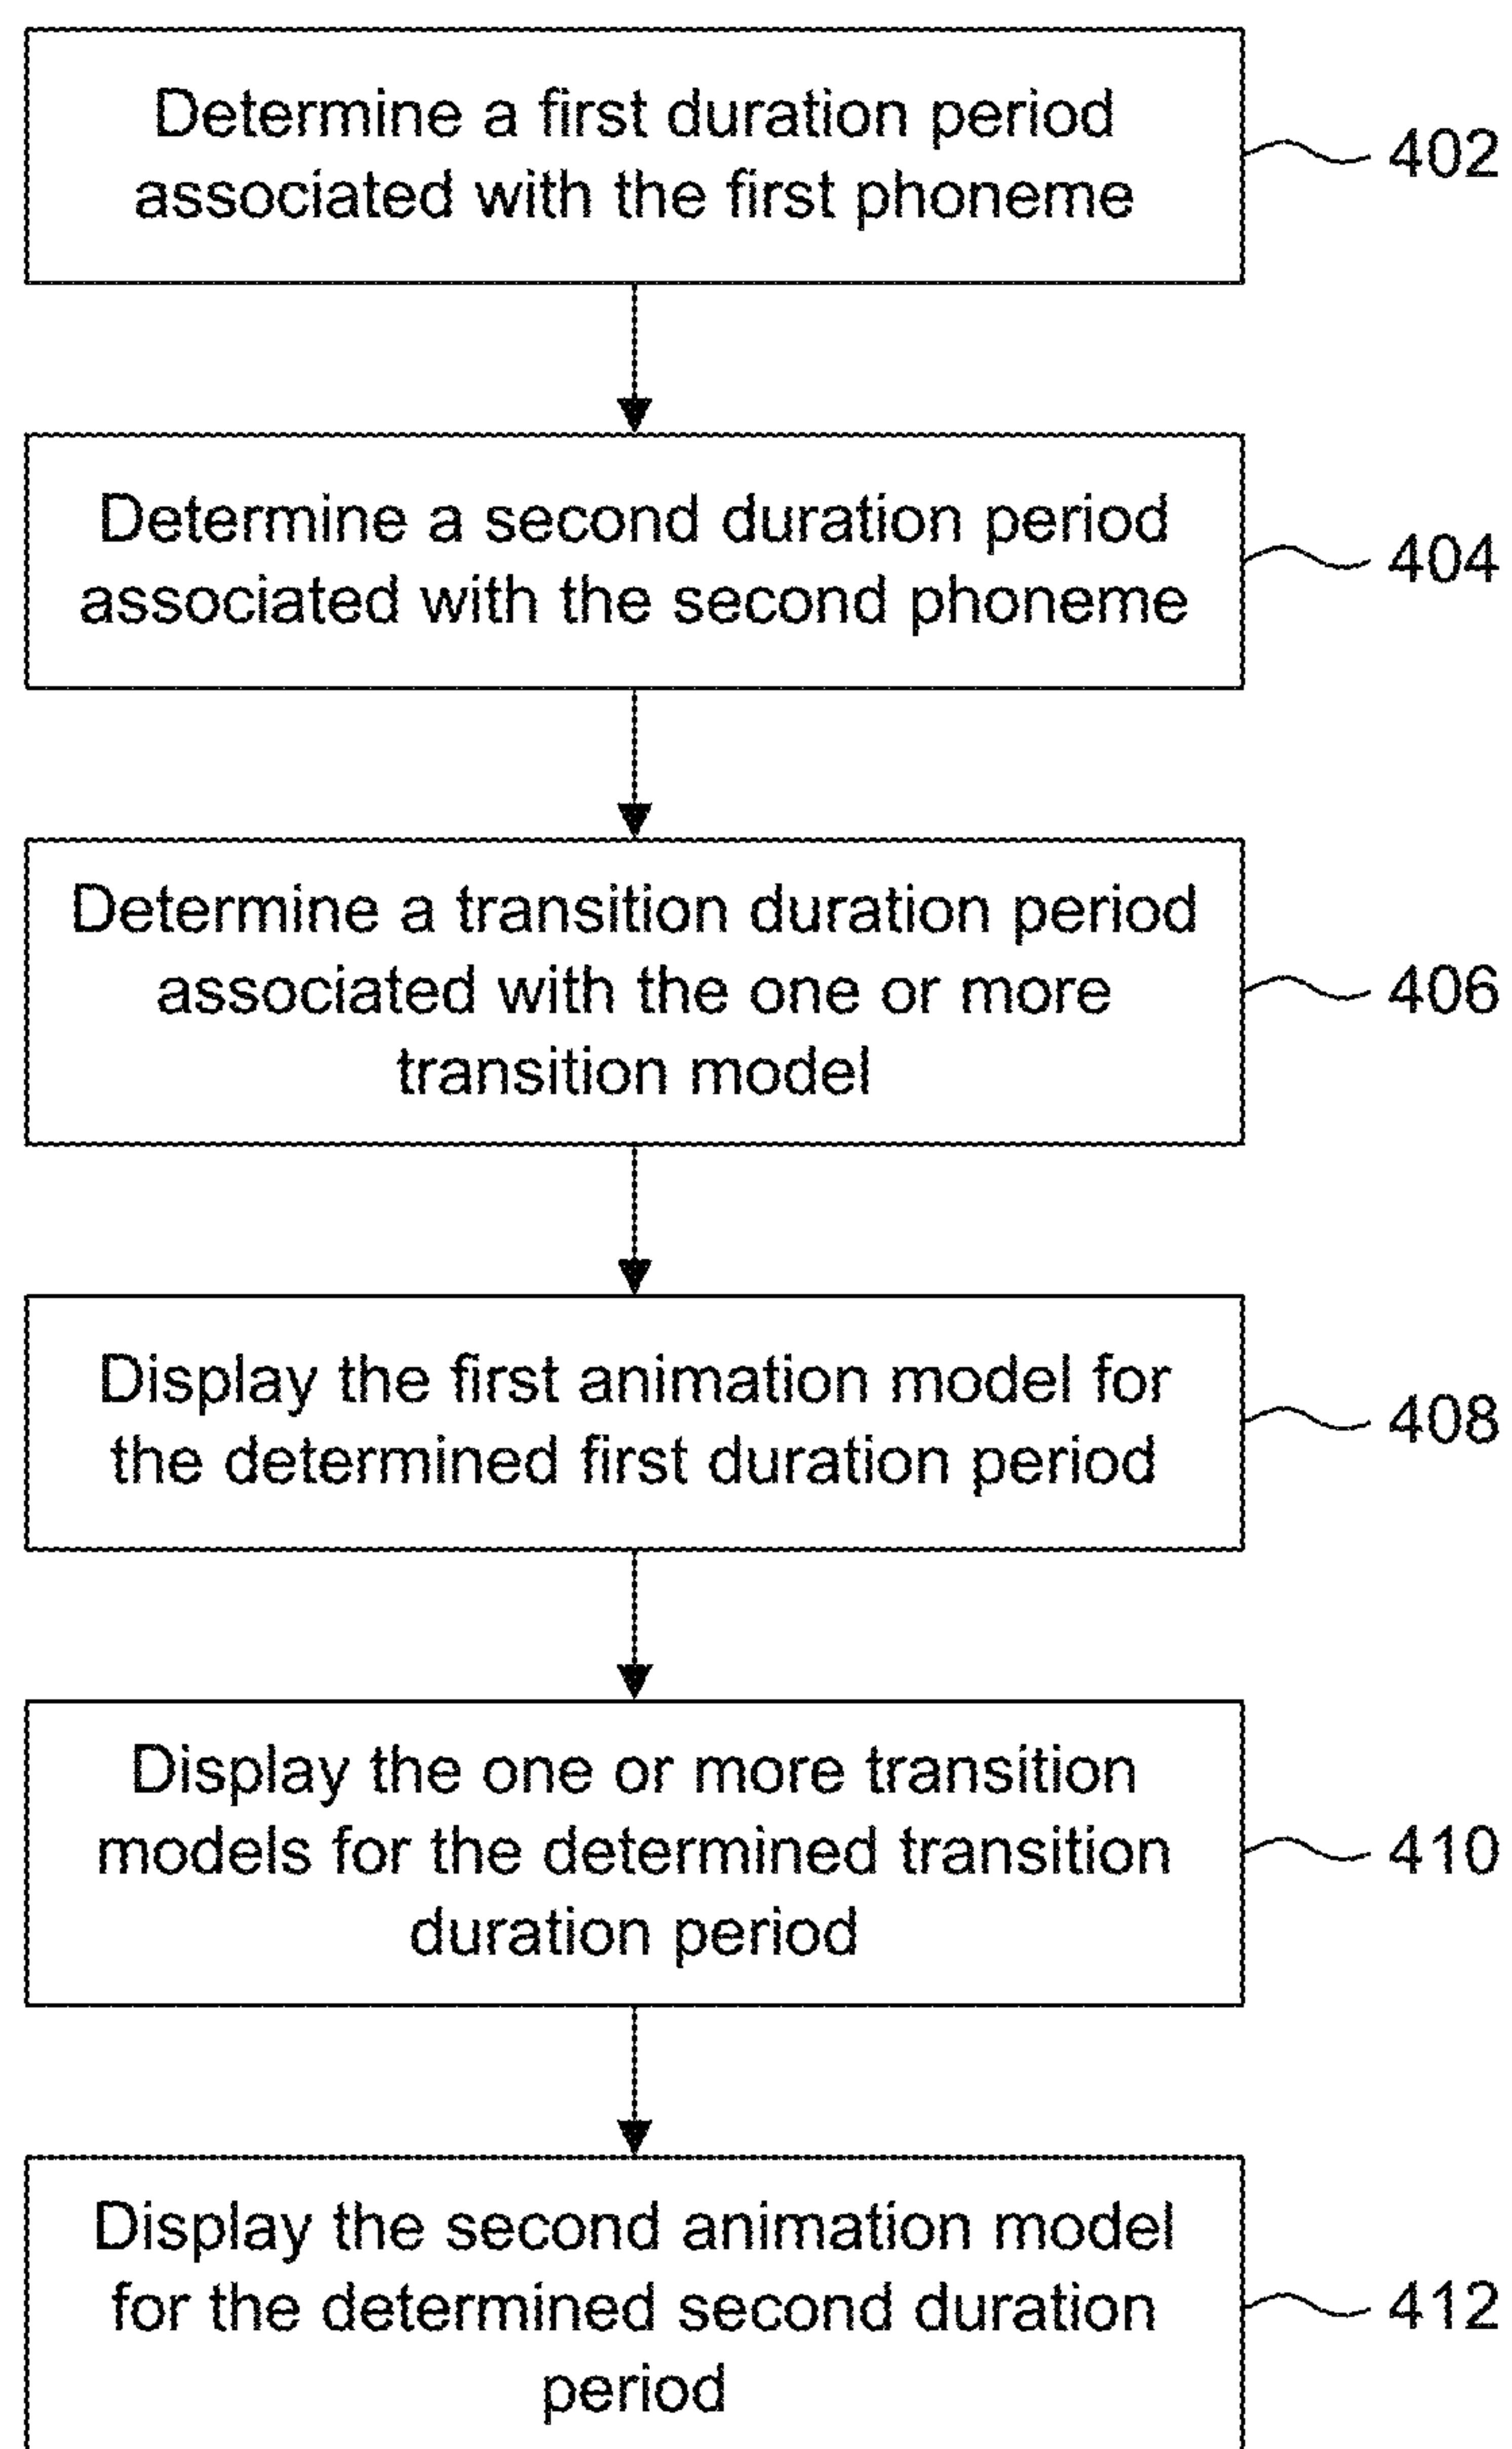 Determine a first duration period
associated with the first phoneme
402
Determine a second duration period
associated with the second phoneme
404
Determine a transition duration period
associated with the one or more
transition model
406
Display the first animation model for
the determined first duration period
408
Display the one or more transition
models for the determined transition
duration period
410
Display the second animation model
for the determined second duration
period
412